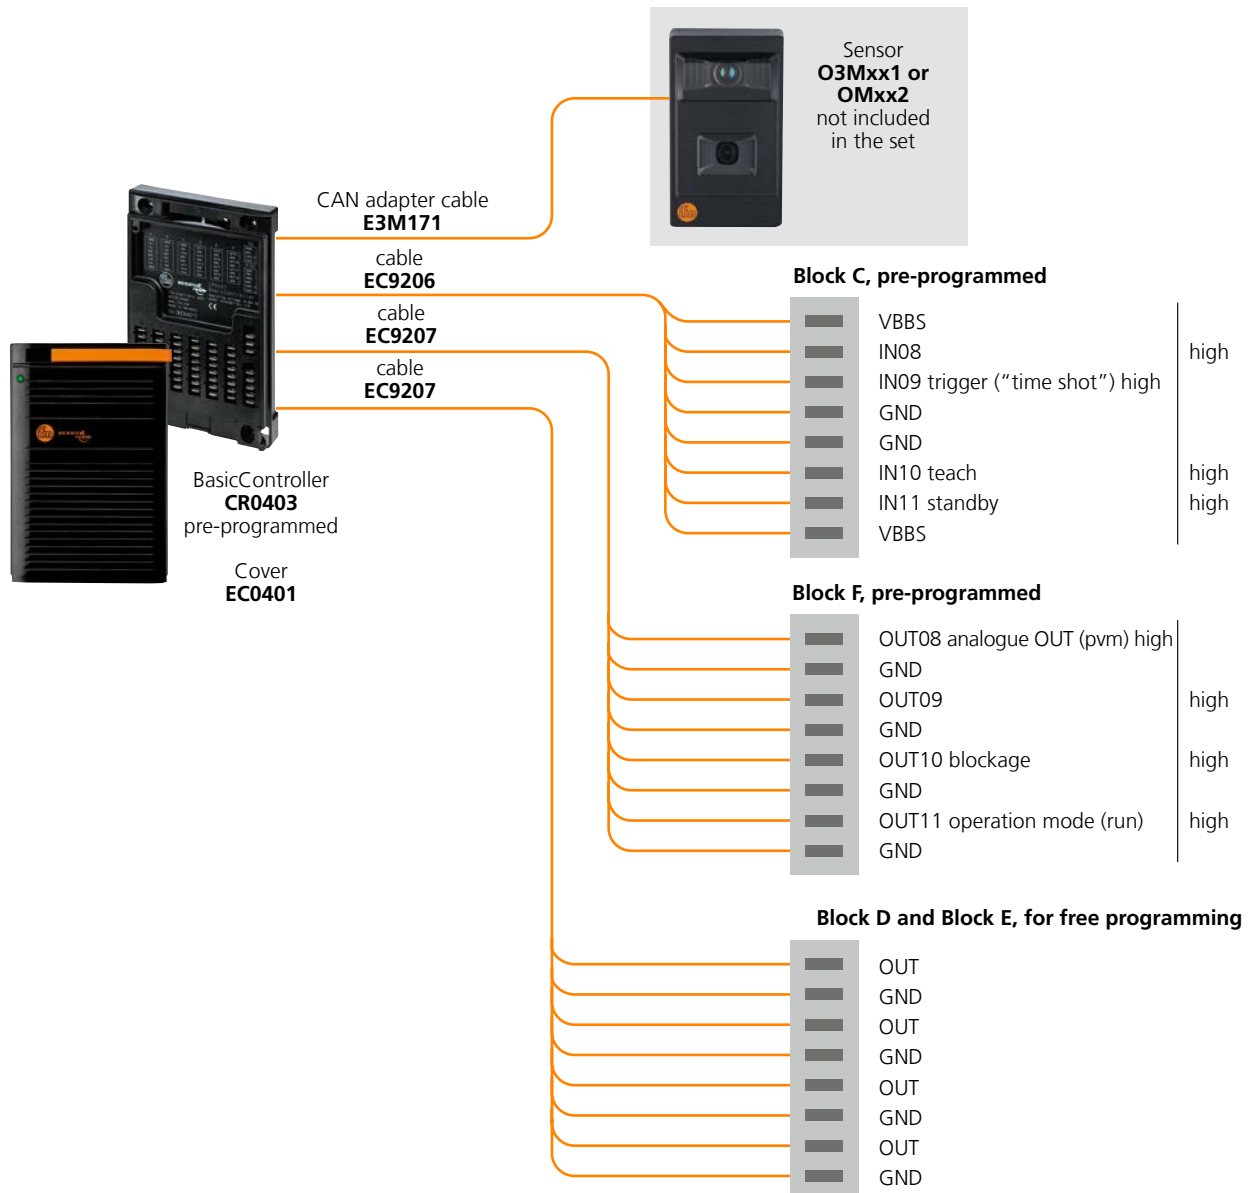 Sensor
O3Mxx1 or
OMxx2
not included
in the set
CAN adapter cable
E3M171
cable
EC9206
cable
EC9207
cable
EC9207
BasicController
CR0403
pre-programmed
Cover
EC0401
ifm
Block C, pre-programmed
VBBS
IN08 high
IN09 trigger (“time shot”) high
GND
GND
IN10 teach high
IN11 standby high
VBBS
Block F, pre-programmed
OUT08 analogue OUT (pvm) high
GND
OUT09 high
GND
OUT10 blockage high
GND
OUT11 operation mode (run) high
GND
Block D and Block E, for free programming
OUT
GND
OUT
GND
OUT
GND
OUT
GND